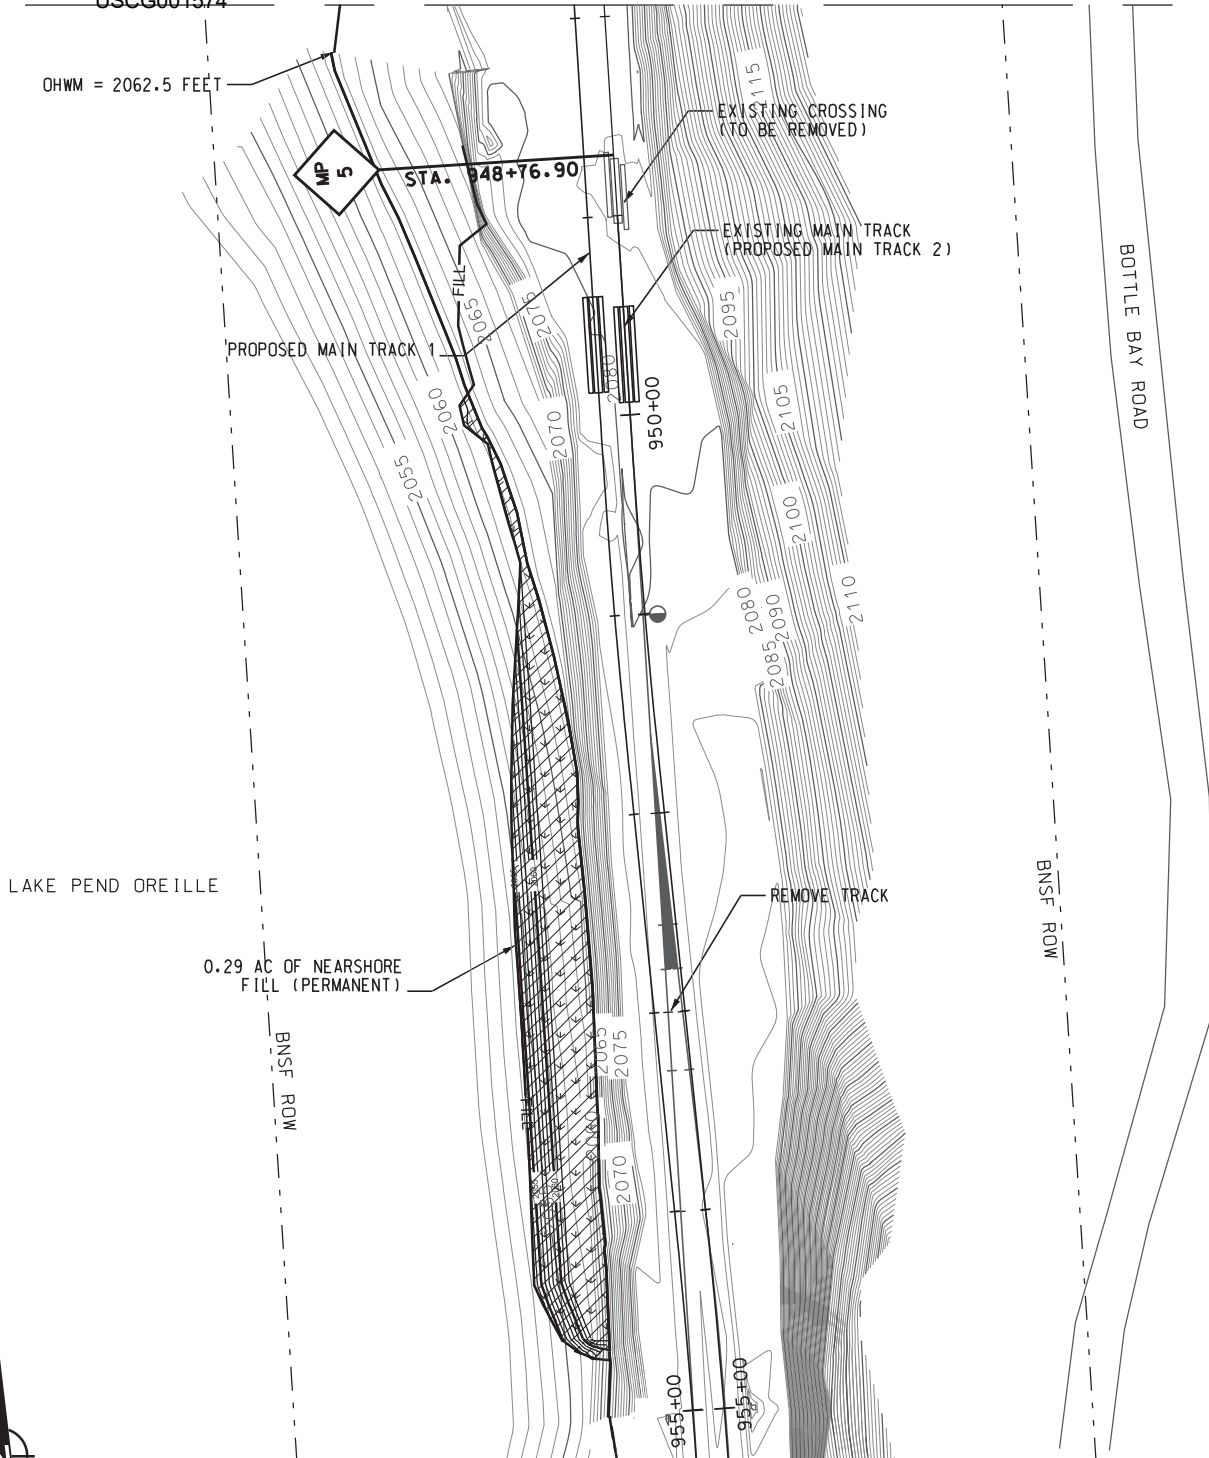 USCG001574
OHWM = 2062.5 FEET
MP
5
STA. 948+76.90
EXISTING CROSSING
(TO BE REMOVED)
EXISTING MAIN TRACK
(PROPOSED MAIN TRACK 2)
2115
BOTTLE BAY ROAD
FILL
2065
2075
2095
PROPOSED MAIN TRACK 1
2080
2060
2070
950+00
2105
2055
2100
2080
2090
2085
2110
LAKE PEND OREILLE
REMOVE TRACK
BNSF ROW
0.29 AC OF NEARSHORE
FILL (PERMANENT)
BNSF ROW
2065
2075
FILL
2070
955+00
955+00